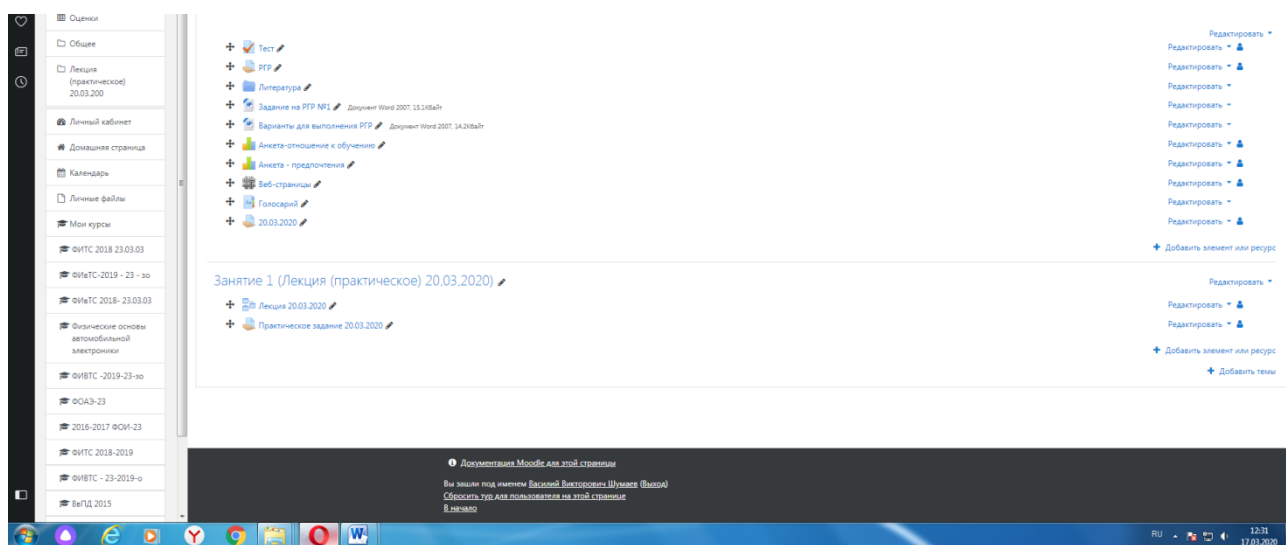 Оценки
Общее
Лекция
(практическое)
20.03.200
Личный кабинет
Домашняя страница
Календарь
Личные файлы
Мои курсы
ФИТС 2018 23.03.03
ФИвТС-2019 - 23 - зо
ФИвТС 2018- 23.03.03
Физические основы
автомобильной
электроники
ФИВТС -2019-23-зо
ФОАЭ-23
2016-2017 ФОИ-23
ФИТС 2018-2019
ФИВТС - 23-2019-о
ВвПД 2015
Редактировать
Тест Редактировать
РГР Редактировать
Литература Редактировать
Задание на РГР №1 Документ Word 2007, 15.1Кбайт Редактировать
Варианты для выполнения РГР Документ Word 2007, 14.2Кбайт Редактировать
Анкета-отношение к обучению Редактировать
Анкета - предпочтения Редактировать
Веб-страницы Редактировать
Голосарий Редактировать
20.03.2020 Редактировать
Добавить элемент или ресурс
Занятие 1 (Лекция (практическое) 20.03.2020) Редактировать
Лекция 20.03.2020 Редактировать
Практическое задание 20.03.2020 Редактировать
Добавить элемент или ресурс
Добавить темы
Документация Moodle для этой страницы
Вы зашли под именем Василий Викторович Шумаев (Выход)
Сбросить тур для пользователя на этой странице
В начало
RU 12:31
17.03.2020